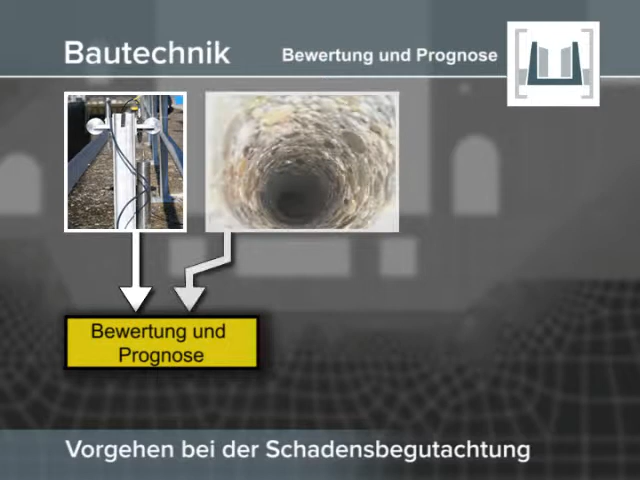 Bautechnik
Bewertung und Prognose
Bewertung und
Prognose
Vorgehen bei der Schadensbegutachtung